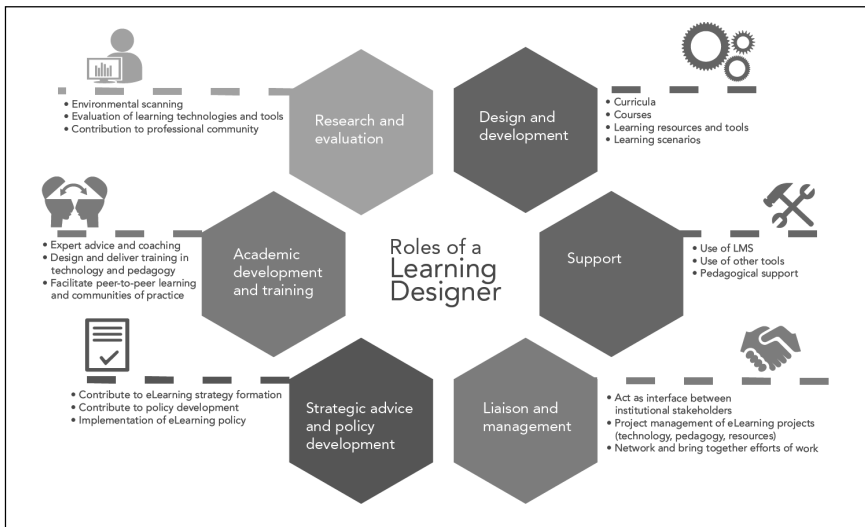 Research and
evaluation
• Environmental scanning
• Evaluation of learning technologies and tools
• Contribution to professional community
Design and
development
• Curricula
• Courses
• Learning resources and tools
• Learning scenarios
Academic
development
and training
• Expert advice and coaching
• Design and deliver training in
technology and pedagogy
• Facilitate peer-to-peer learning
and communities of practice
Roles of a
Learning
Designer
Support
• Use of LMS
• Use of other tools
• Pedagogical support
Strategic advice
and policy
development
• Contribute to eLearning strategy formation
• Contribute to policy development
• Implementation of eLearning policy
Liaison and
management
• Act as interface between
institutional stakeholders
• Project management of eLearning projects
(technology, pedagogy, resources)
• Network and bring together efforts of work